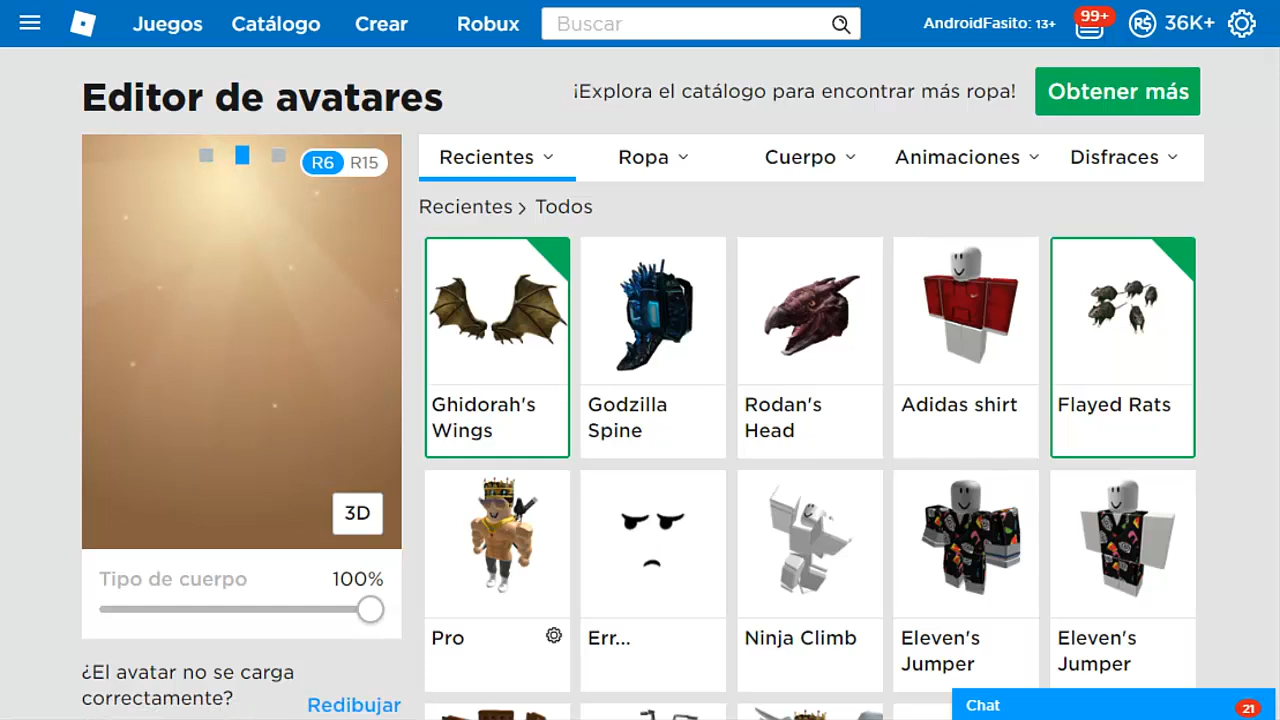 Juegos Catálogo Crear Robux Buscar AndroidFasito: 13+ 99+ R$ 36K+
Editor de avatares
¡Explora el catálogo para encontrar más ropa! Obtener más
R6 R15
3D
Tipo de cuerpo 100%
¿El avatar no se carga
correctamente?
Redibujar
Recientes Ropa Cuerpo Animaciones Disfraces
Recientes > Todos
Ghidorah's
Wings
Godzilla
Spine
Rodan's
Head
Adidas shirt
Flayed Rats
Pro
Err...
Ninja Climb
Eleven's
Jumper
Eleven's
Jumper
Chat 21